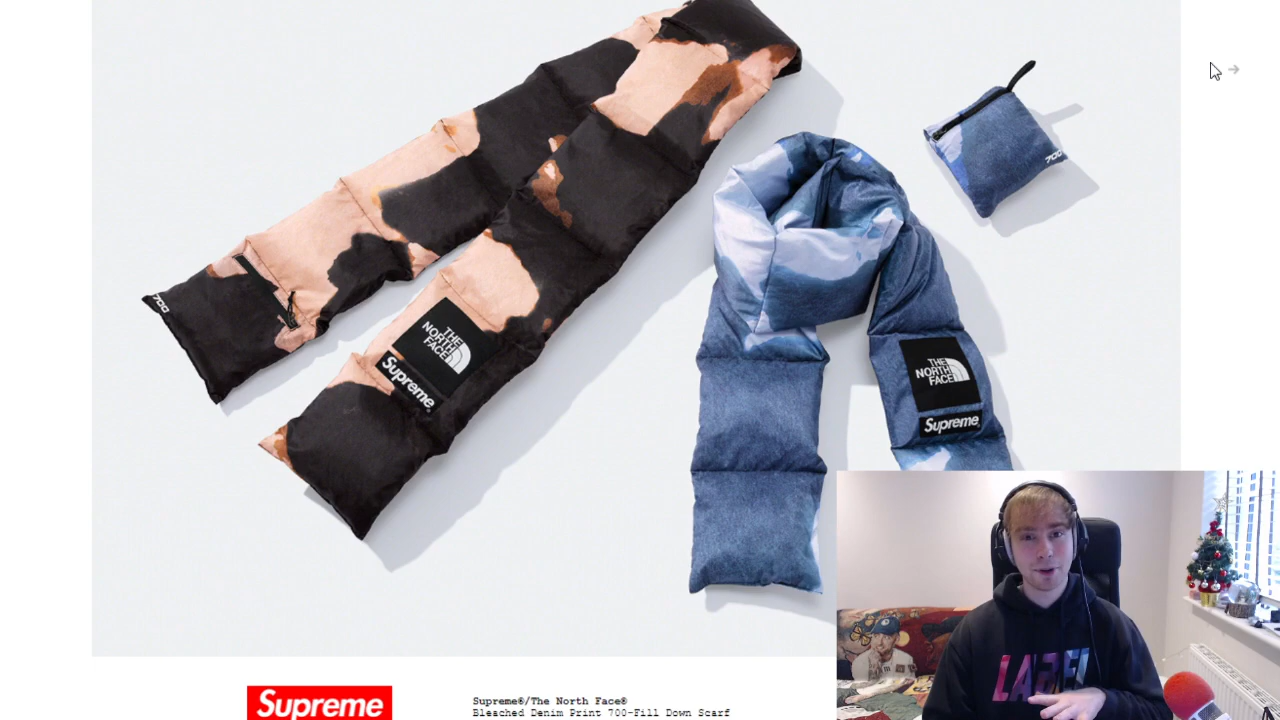 700
THE
NORTH
FACE
Supreme®
700
THE
NORTH
FACE
Supreme
LABEL
Supreme
Supreme®/The North Face®
Bleached Denim Print 700-Fill Down Scarf